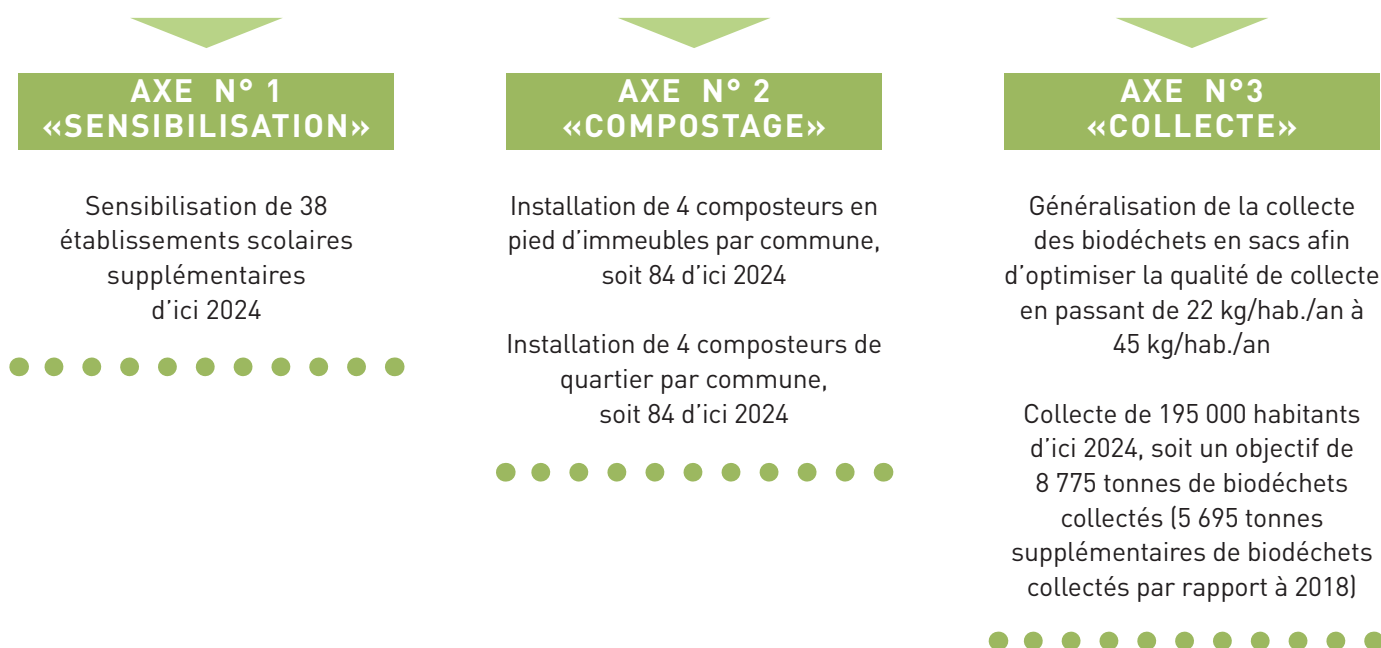 AXE N° 1
«SENSIBILISATION»
Sensibilisation de 38
établissements scolaires
supplémentaires
d’ici 2024
AXE N° 2
«COMPOSTAGE»
Installation de 4 composteurs en
pied d’immeubles par commune,
soit 84 d’ici 2024
Installation de 4 composteurs de
quartier par commune,
soit 84 d’ici 2024
AXE N°3
«COLLECTE»
Généralisation de la collecte
des biodéchets en sacs afin
d’optimiser la qualité de collecte
en passant de 22 kg/hab./an à
45 kg/hab./an
Collecte de 195 000 habitants
d’ici 2024, soit un objectif de
8 775 tonnes de biodéchets
collectés (5 695 tonnes
supplémentaires de biodéchets
collectés par rapport à 2018)